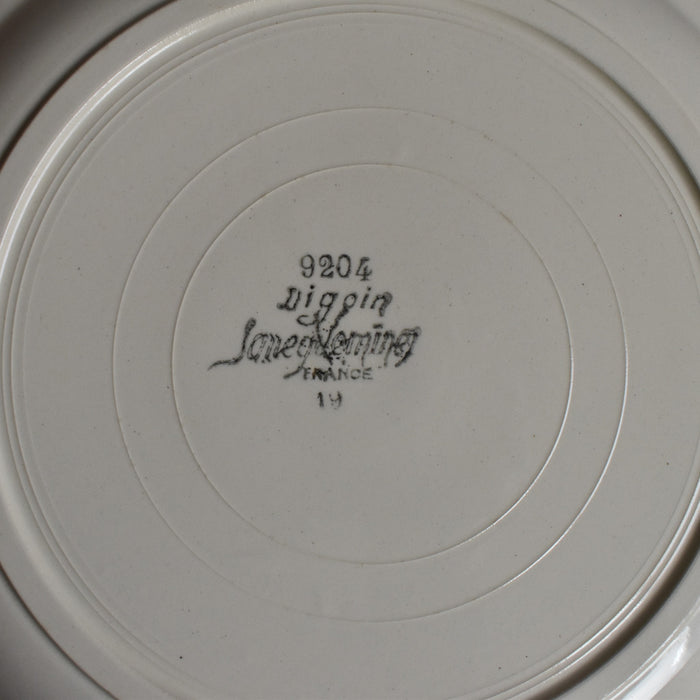 9204
Digoin
Sarreguemines
FRANCE
19